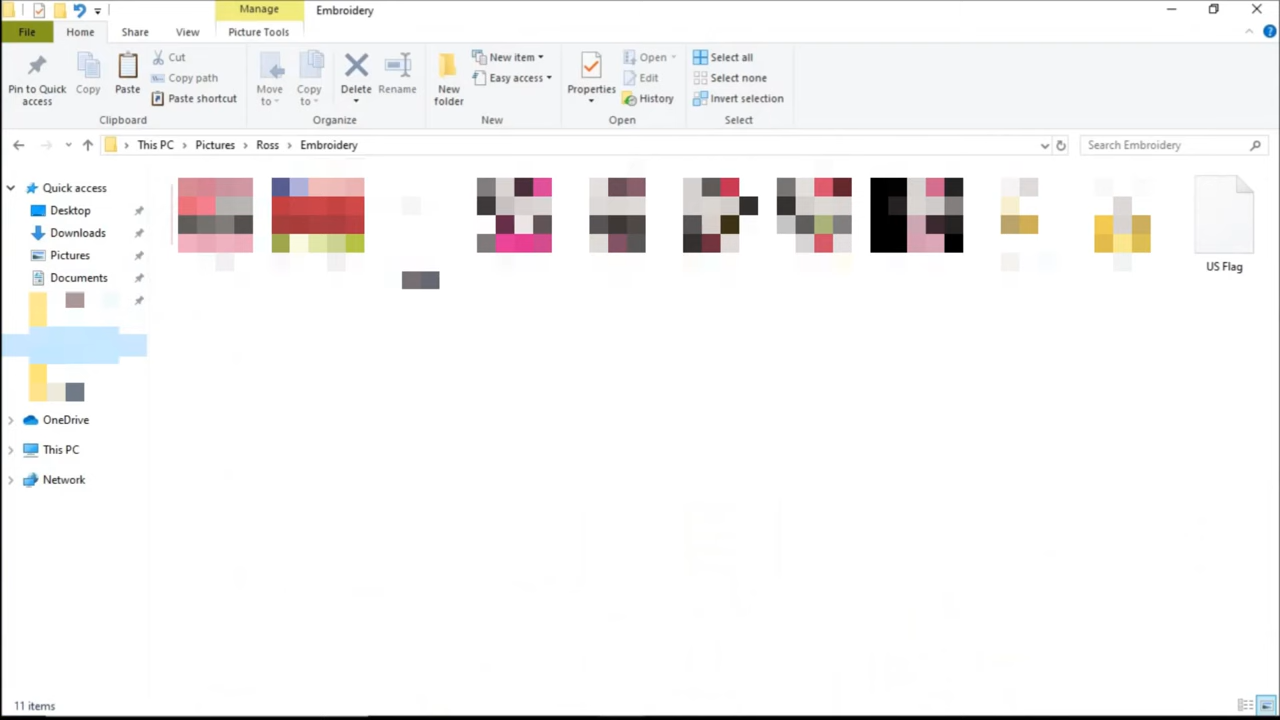 Manage
Embroidery
File
Home
Share
View
Picture Tools
Pin to Quick access
Copy
Paste
Cut
Copy path
Paste shortcut
Clipboard
Move to
Copy to
Delete
Rename
Organize
New folder
New item
Easy access
New
Properties
Open
Edit
History
Open
Select all
Select none
Invert selection
Select
This PC > Pictures > Ross > Embroidery
Search Embroidery
Quick access
Desktop
Downloads
Pictures
Documents
OneDrive
This PC
Network
US Flag
11 items